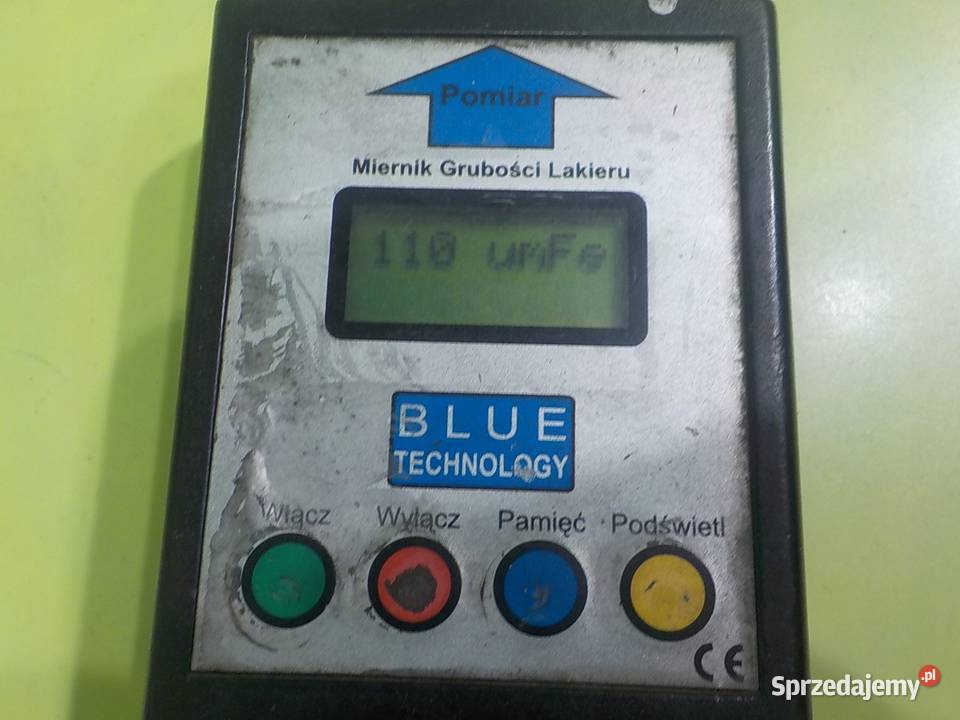 Pomiar
Miernik Grubości Lakieru
110 umFe
BLUE
TECHNOLOGY
Włącz Wyłącz Pamięć Podświetl
CE
Sprzedajemy.pl